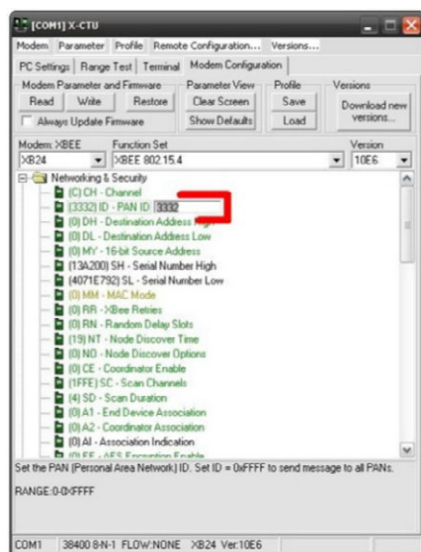 [COM1] X-CTU
Modem Parameter Profile Remote Configuration... Versions...
PC Settings Range Test Terminal Modem Configuration
Modem Parameter and Firmware Parameter View Profile Versions
Read Write Restore Clear Screen Save Download new versions...
Always Update Firmware Show Defaults Load
Modem: XBEE Function Set Version
XB24 XBEE 802.15.4 10E6
Networking & Security
(C) CH - Channel
(3332) ID - PAN ID 3332
(0) DH - Destination Address High
(0) DL - Destination Address Low
(0) MY - 16-bit Source Address
(13A200) SH - Serial Number High
(4071E792) SL - Serial Number Low
(0) MM - MAC Mode
(0) RR - XBee Retries
(0) RN - Random Delay Slots
(19) NT - Node Discover Time
(0) NO - Node Discover Options
(0) CE - Coordinator Enable
(1FFE) SC - Scan Channels
(4) SD - Scan Duration
(0) A1 - End Device Association
(0) A2 - Coordinator Association
(0) AI - Association Indication
(0) EE - AES Encryption Enable
Set the PAN (Personal Area Network) ID. Set ID = 0xFFFF to send message to all PANs.
RANGE:0-0XFFFF
COM1 38400 8-N-1 FLOW:NONE XB24 Ver:10E6